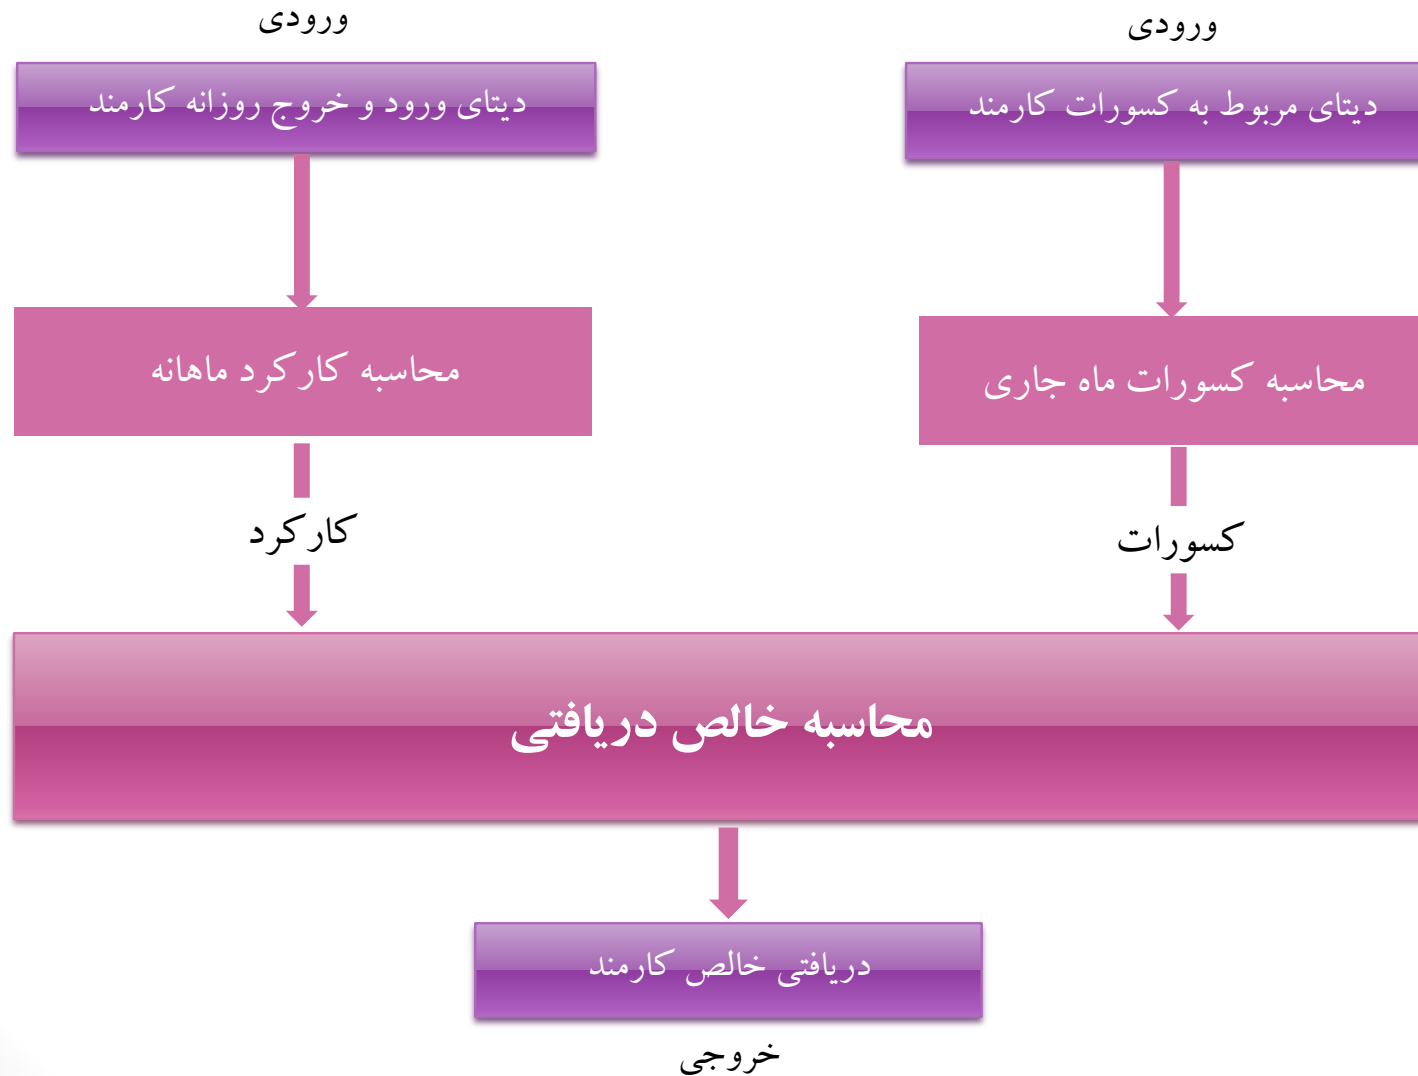 ورودی
ورودی
دیتای مربوط به کسورات کارمند
دیتای ورود و خروج روزانه کارمند
محاسبه کسورات ماه جاری
محاسبه کارکرد ماهانه
کسورات
کارکرد
محاسبه خالص دریافتی
دریافتی خالص کارمند
خروجی